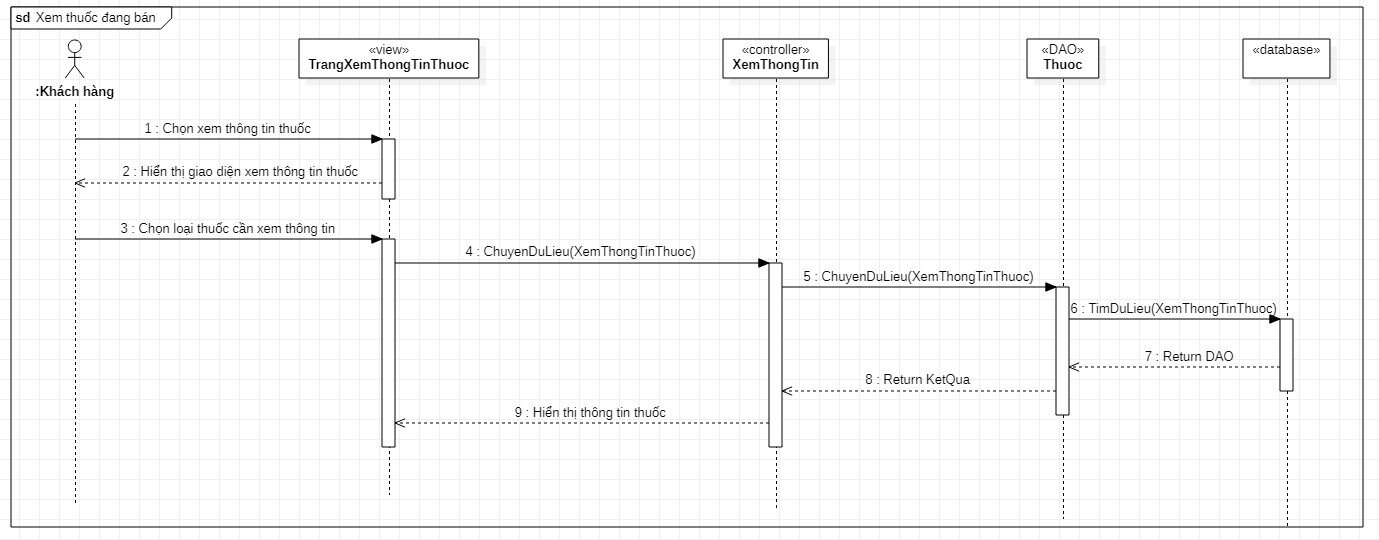 sd Xem thuốc đang bán
:Khách hàng
«view»
TrangXemThongTinThuoc
«controller»
XemThongTin
«DAO»
Thuoc
«database»
1 : Chọn xem thông tin thuốc
2 : Hiển thị giao diện xem thông tin thuốc
3 : Chọn loại thuốc cần xem thông tin
4 : ChuyenDuLieu(XemThongTinThuoc)
5 : ChuyenDuLieu(XemThongTinThuoc)
6 : TimDuLieu(XemThongTinThuoc)
7 : Return DAO
8 : Return KetQua
9 : Hiển thị thông tin thuốc